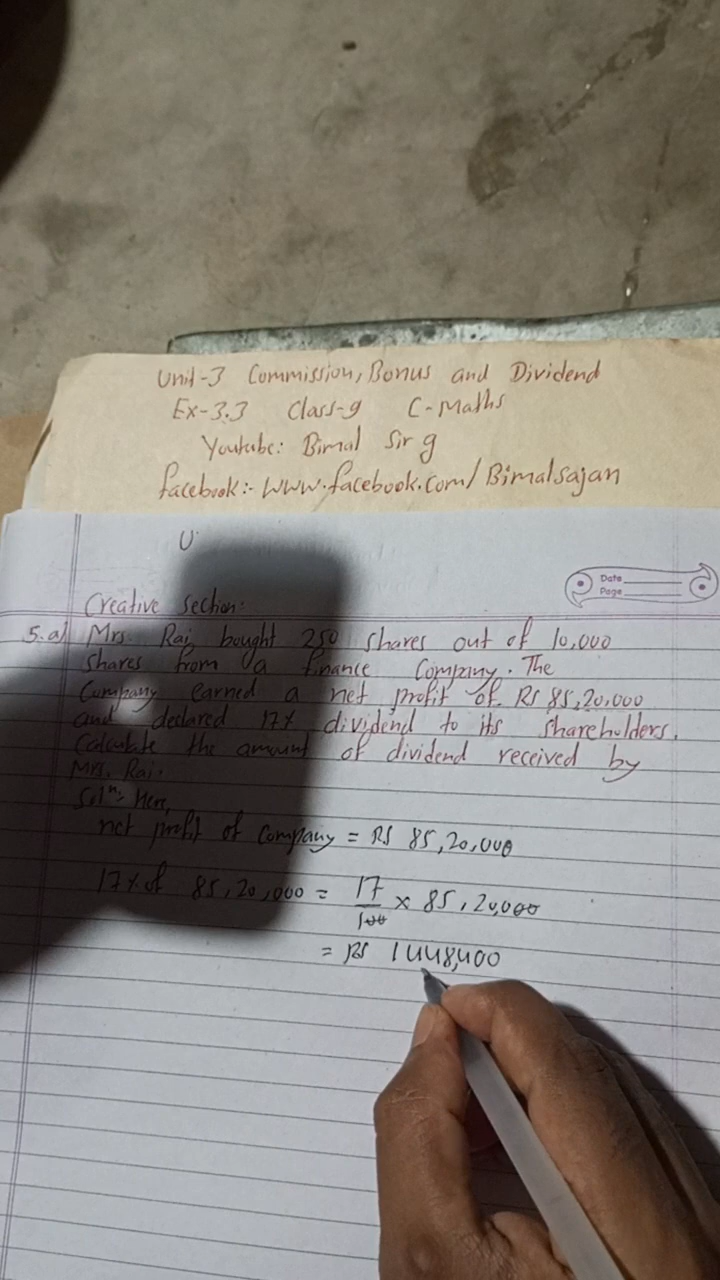 Unit-3 Commission, Bonus and Dividend
Ex-3.3 Class-9 C-Maths
Youtube: Bimal Sir g
facebook:- www.facebook.com/Bimalsajan
U
Date
Page
Creative Section:
5.a) Mrs. Rai bought 250 shares out of 10,000
shares from a finance Company. The
Company earned a net profit of Rs 85,20,000
and declared 17% dividend to its shareholders.
Calculate the amount of dividend received by
Mrs. Rai.
Solⁿ: Here,
net profit of Company = Rs 85,20,000
17% of 85,20,000 = 17/100 × 85,20,000
= Rs 1448,400